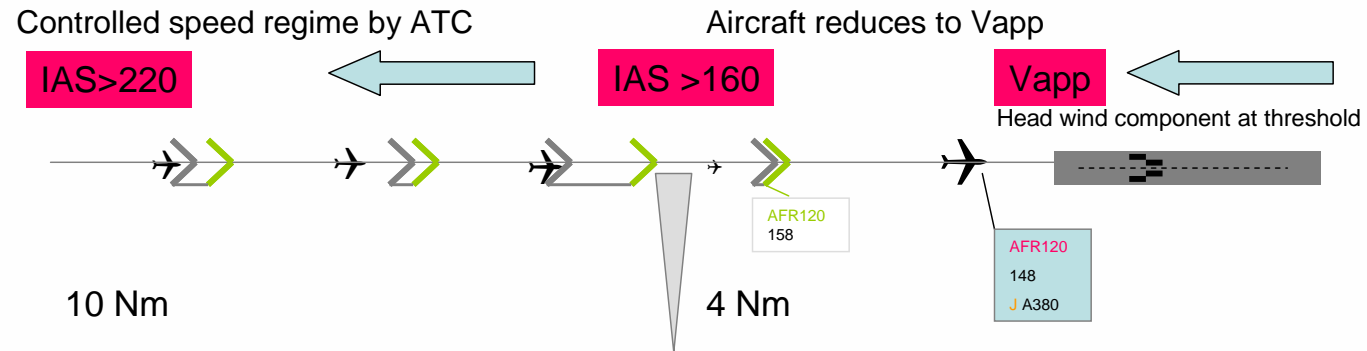 Controlled speed regime by ATC
Aircraft reduces to Vapp
IAS>220
IAS >160
Vapp
Head wind component at threshold
AFR120
158
AFR120
148
J A380
10 Nm
4 Nm